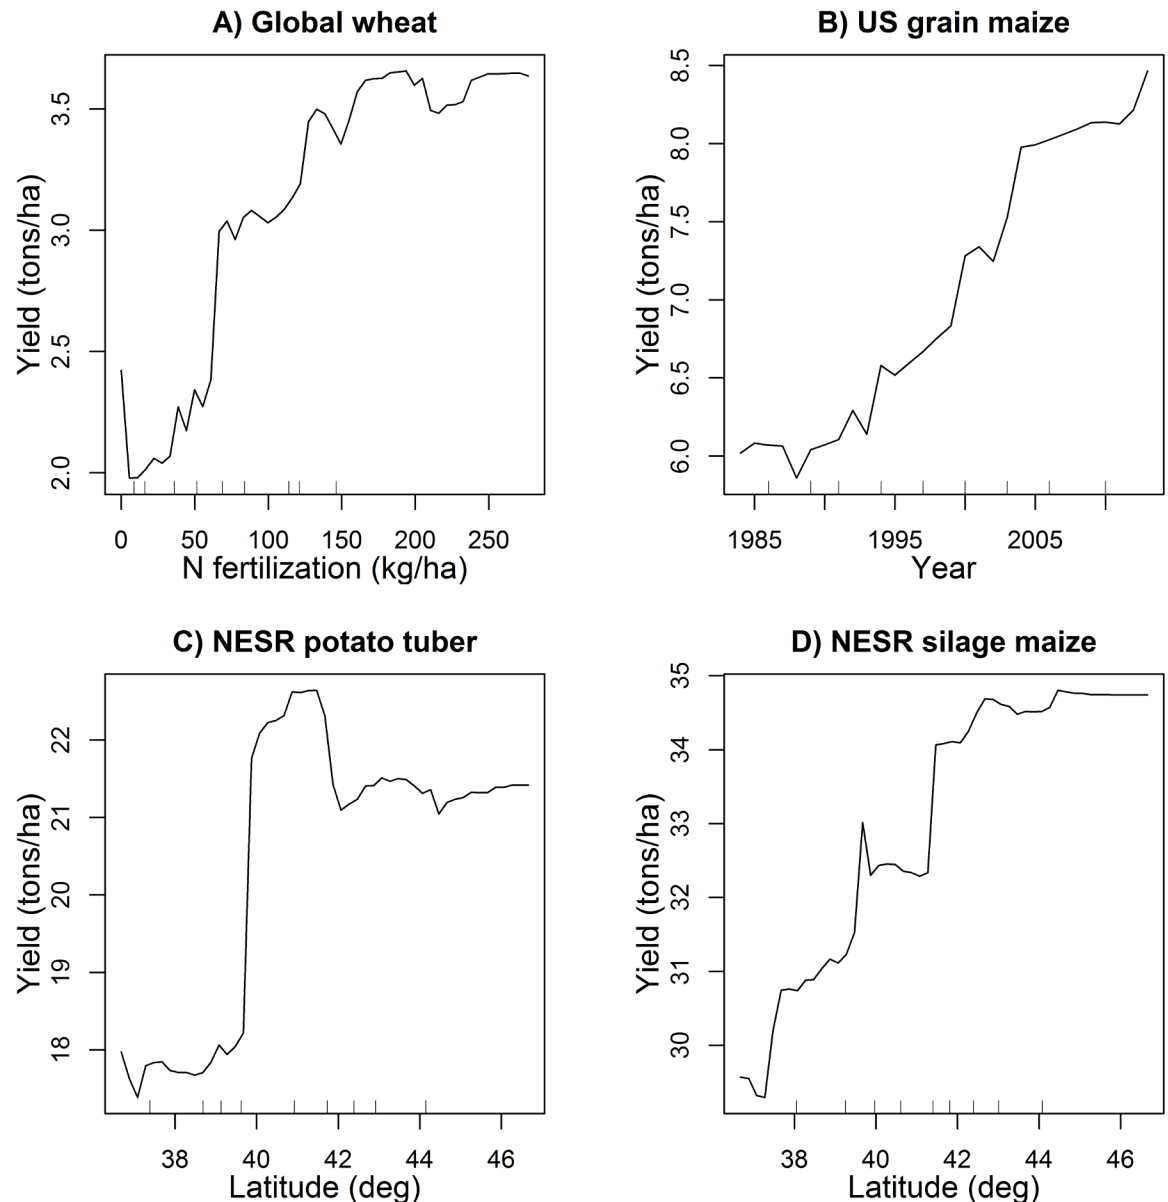 A) Global wheat
Yield (tons/ha)
3.5
3.0
2.5
2.0
0 50 100 150 200 250
N fertilization (kg/ha)
B) US grain maize
Yield (tons/ha)
8.5
8.0
7.5
7.0
6.5
6.0
1985 1995 2005
Year
C) NESR potato tuber
Yield (tons/ha)
22
21
20
19
18
38 40 42 44 46
Latitude (deg)
D) NESR silage maize
Yield (tons/ha)
35
34
33
32
31
30
38 40 42 44 46
Latitude (deg)